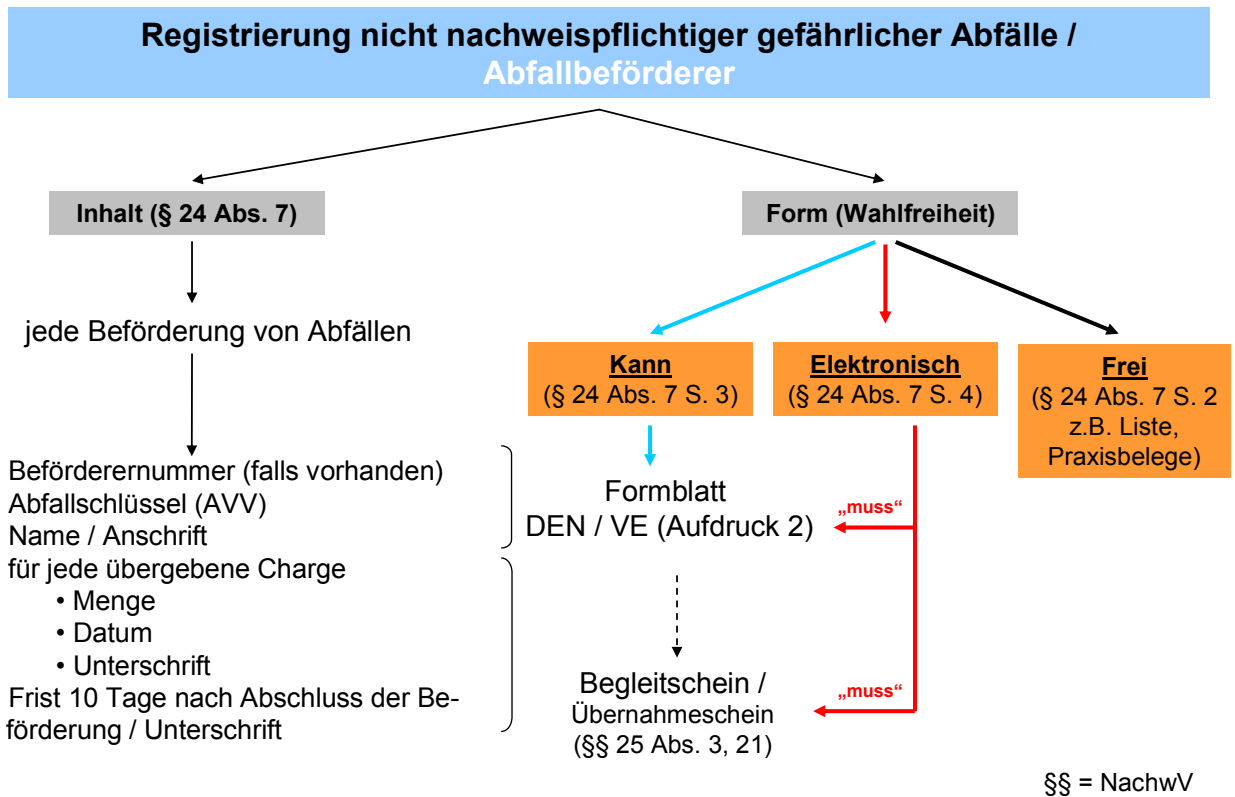 Registrierung nicht nachweispflichtiger gefährlicher Abfälle /
Abfallbeförderer
Inhalt (§ 24 Abs. 7)
jede Beförderung von Abfällen
Beförderernummer (falls vorhanden)
Abfallschlüssel (AVV)
Name / Anschrift
für jede übergebene Charge
• Menge
• Datum
• Unterschrift
Frist 10 Tage nach Abschluss der Be-
förderung / Unterschrift
Form (Wahlfreiheit)
Kann
(§ 24 Abs. 7 S. 3)
Elektronisch
(§ 24 Abs. 7 S. 4)
Frei
(§ 24 Abs. 7 S. 2
z.B. Liste,
Praxisbelege)
Formblatt
DEN / VE (Aufdruck 2)
„muss“
Begleitschein /
Übernahmeschein
(§§ 25 Abs. 3, 21)
„muss“
§§ = NachwV